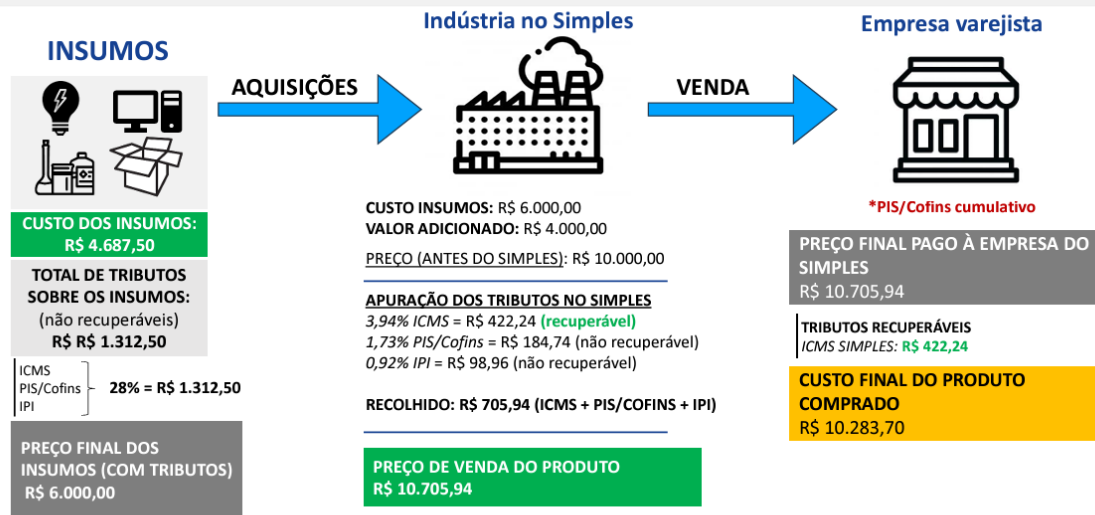 INSUMOS
CUSTO DOS INSUMOS:
R$ 4.687,50
TOTAL DE TRIBUTOS
SOBRE OS INSUMOS:
(não recuperáveis)
R$ R$ 1.312,50
ICMS
PIS/Cofins
IPI
28% = R$ 1.312,50
PREÇO FINAL DOS
INSUMOS (COM TRIBUTOS)
R$ 6.000,00
AQUISIÇÕES
Indústria no Simples
CUSTO INSUMOS: R$ 6.000,00
VALOR ADICIONADO: R$ 4.000,00
PREÇO (ANTES DO SIMPLES): R$ 10.000,00
APURAÇÃO DOS TRIBUTOS NO SIMPLES
3,94% ICMS = R$ 422,24 (recuperável)
1,73% PIS/Cofins = R$ 184,74 (não recuperável)
0,92% IPI = R$ 98,96 (não recuperável)
RECOLHIDO: R$ 705,94 (ICMS + PIS/COFINS + IPI)
PREÇO DE VENDA DO PRODUTO
R$ 10.705,94
VENDA
Empresa varejista
*PIS/Cofins cumulativo
PREÇO FINAL PAGO À EMPRESA DO
SIMPLES
R$ 10.705,94
TRIBUTOS RECUPERÁVEIS
ICMS SIMPLES: R$ 422,24
CUSTO FINAL DO PRODUTO
COMPRADO
R$ 10.283,70